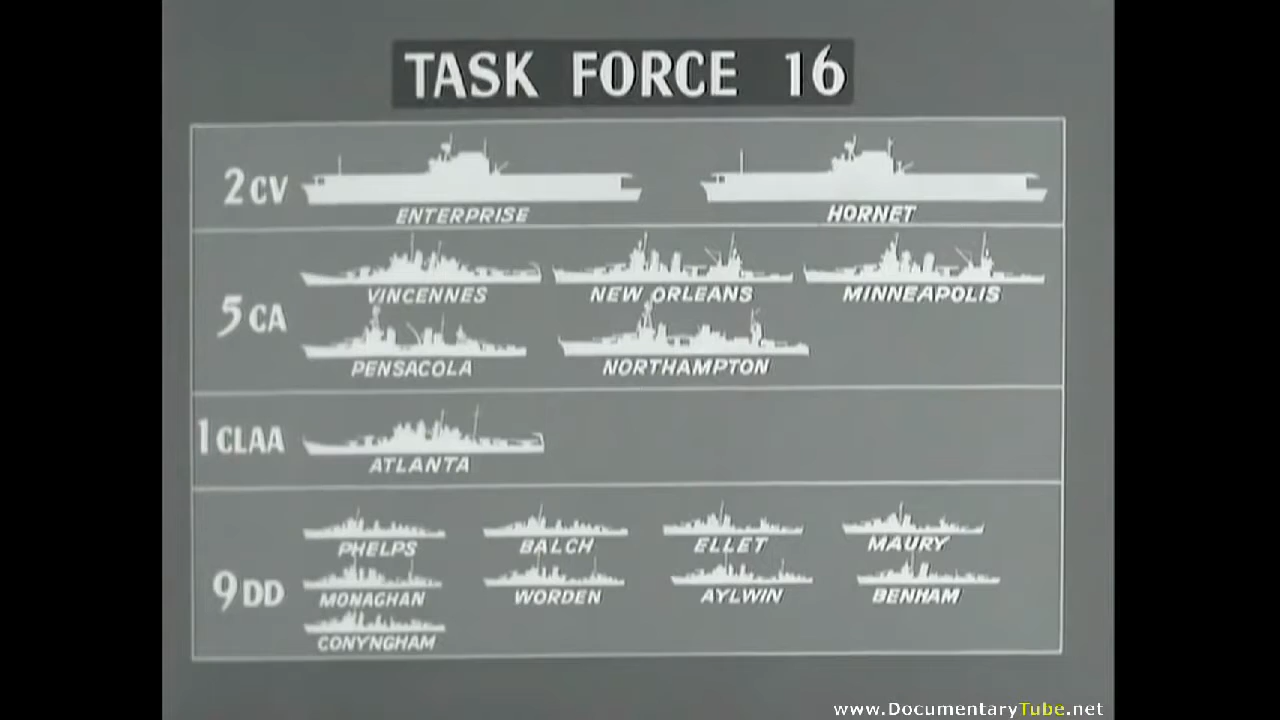 TASK FORCE 16
2 CV
ENTERPRISE HORNET
5 CA
VINCENNES NEW ORLEANS MINNEAPOLIS
PENSACOLA NORTHAMPTON
1 CLAA
ATLANTA
9 DD
PHELPS BALCH ELLET MAURY
MONAGHAN WORDEN AYLWIN BENHAM
CONYNGHAM
www.DocumentaryTube.net